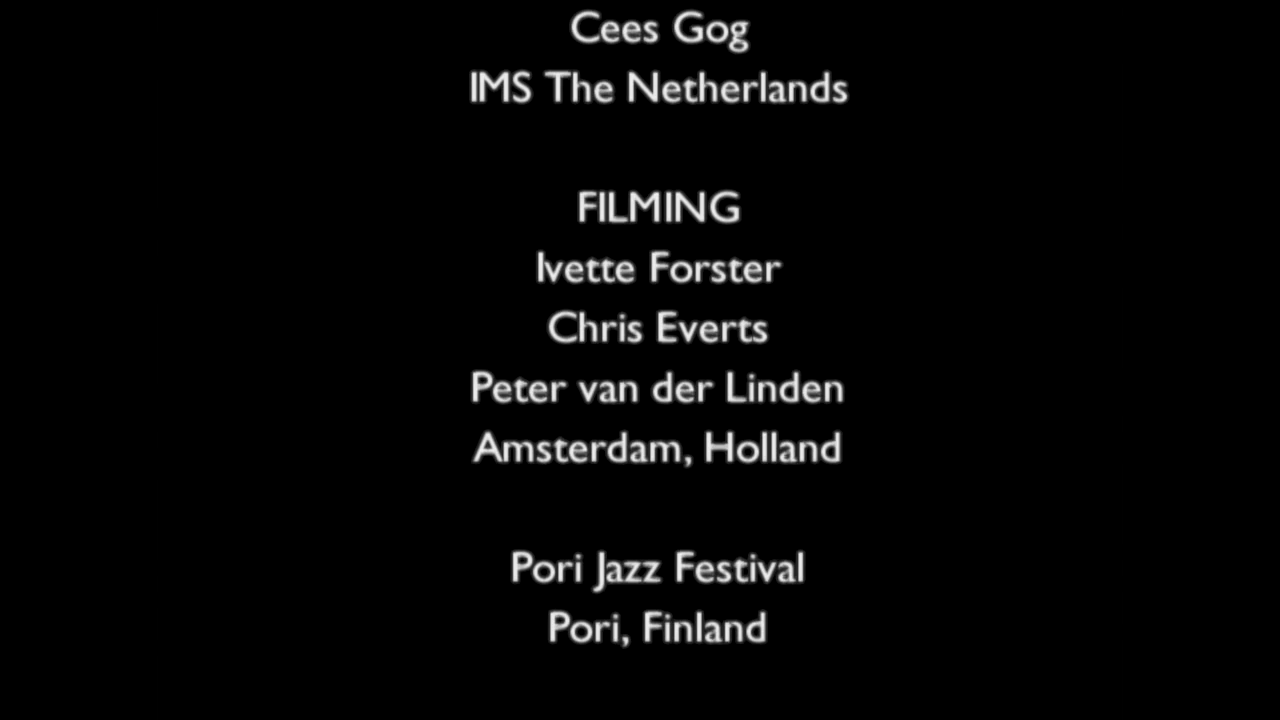 Cees Gog
IMS The Netherlands
FILMING
Ivette Forster
Chris Everts
Peter van der Linden
Amsterdam, Holland
Pori Jazz Festival
Pori, Finland